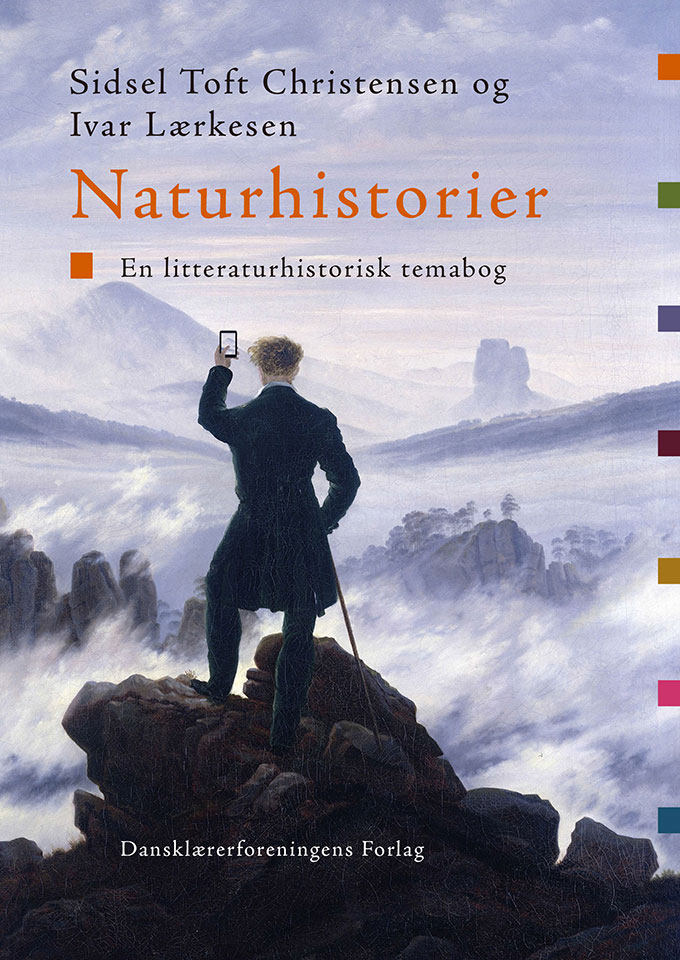 Sidsel Toft Christensen og
Ivar Lærkesen
Naturhistorier
En litteraturhistorisk temabog
Dansklærerforeningens Forlag